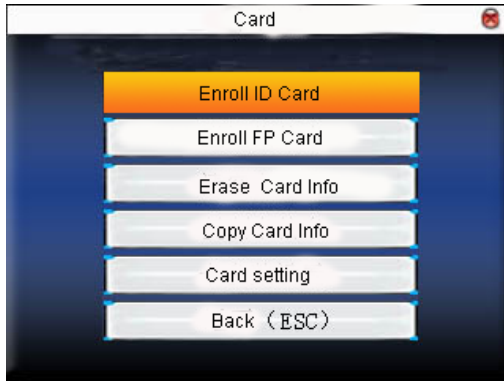 Card
Enroll ID Card
Enroll FP Card
Erase Card Info
Copy Card Info
Card setting
Back（ESC）